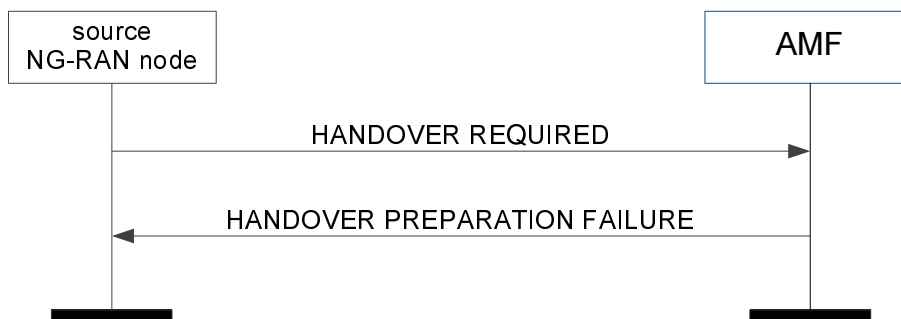 source
NG-RAN node
AMF
HANDOVER REQUIRED
HANDOVER PREPARATION FAILURE